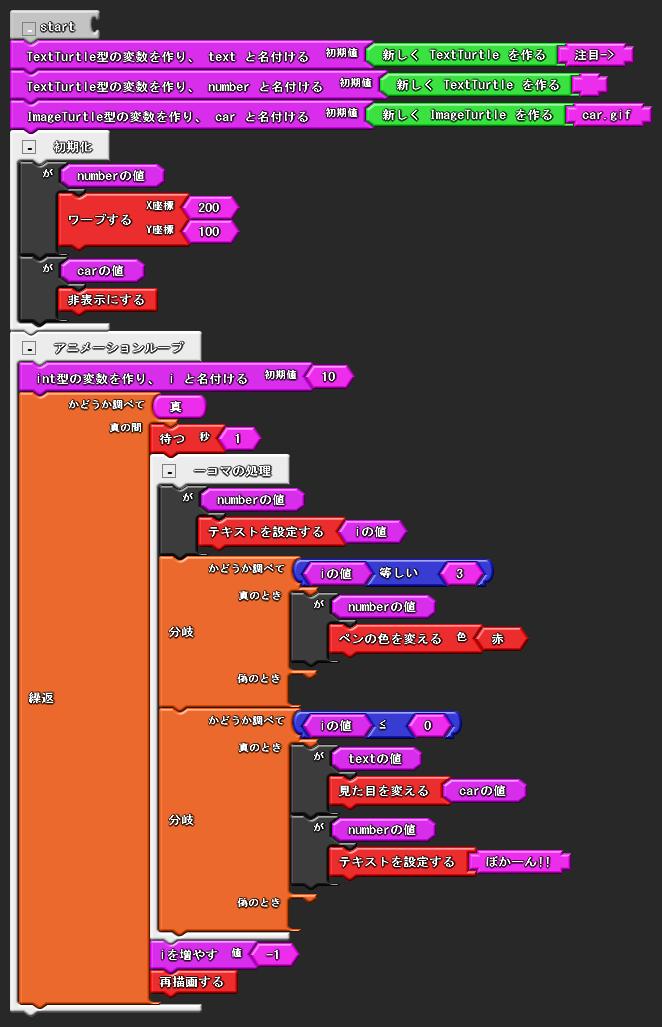 start
TextTurtle型の変数を作り、 text と名付ける 初期値 新しく TextTurtle を作る 注目->
TextTurtle型の変数を作り、 number と名付ける 初期値 新しく TextTurtle を作る
ImageTurtle型の変数を作り、 car と名付ける 初期値 新しく ImageTurtle を作る car.gif
- 初期化
が numberの値
ワープする X座標 200
Y座標 100
が carの値
非表示にする
- アニメーションループ
int型の変数を作り、 i と名付ける 初期値 10
かどうか調べて 真
真の間 待つ 秒 1
- 一コマの処理
が numberの値
テキストを設定する iの値
かどうか調べて iの値 等しい 3
真のとき が numberの値
分岐 ペンの色を変える 色 赤
偽のとき
繰返
かどうか調べて iの値 ≤ 0
真のとき が textの値
見た目を変える carの値
分岐 が numberの値
テキストを設定する ぼかーん!!
偽のとき
iを増やす 値 -1
再描画する